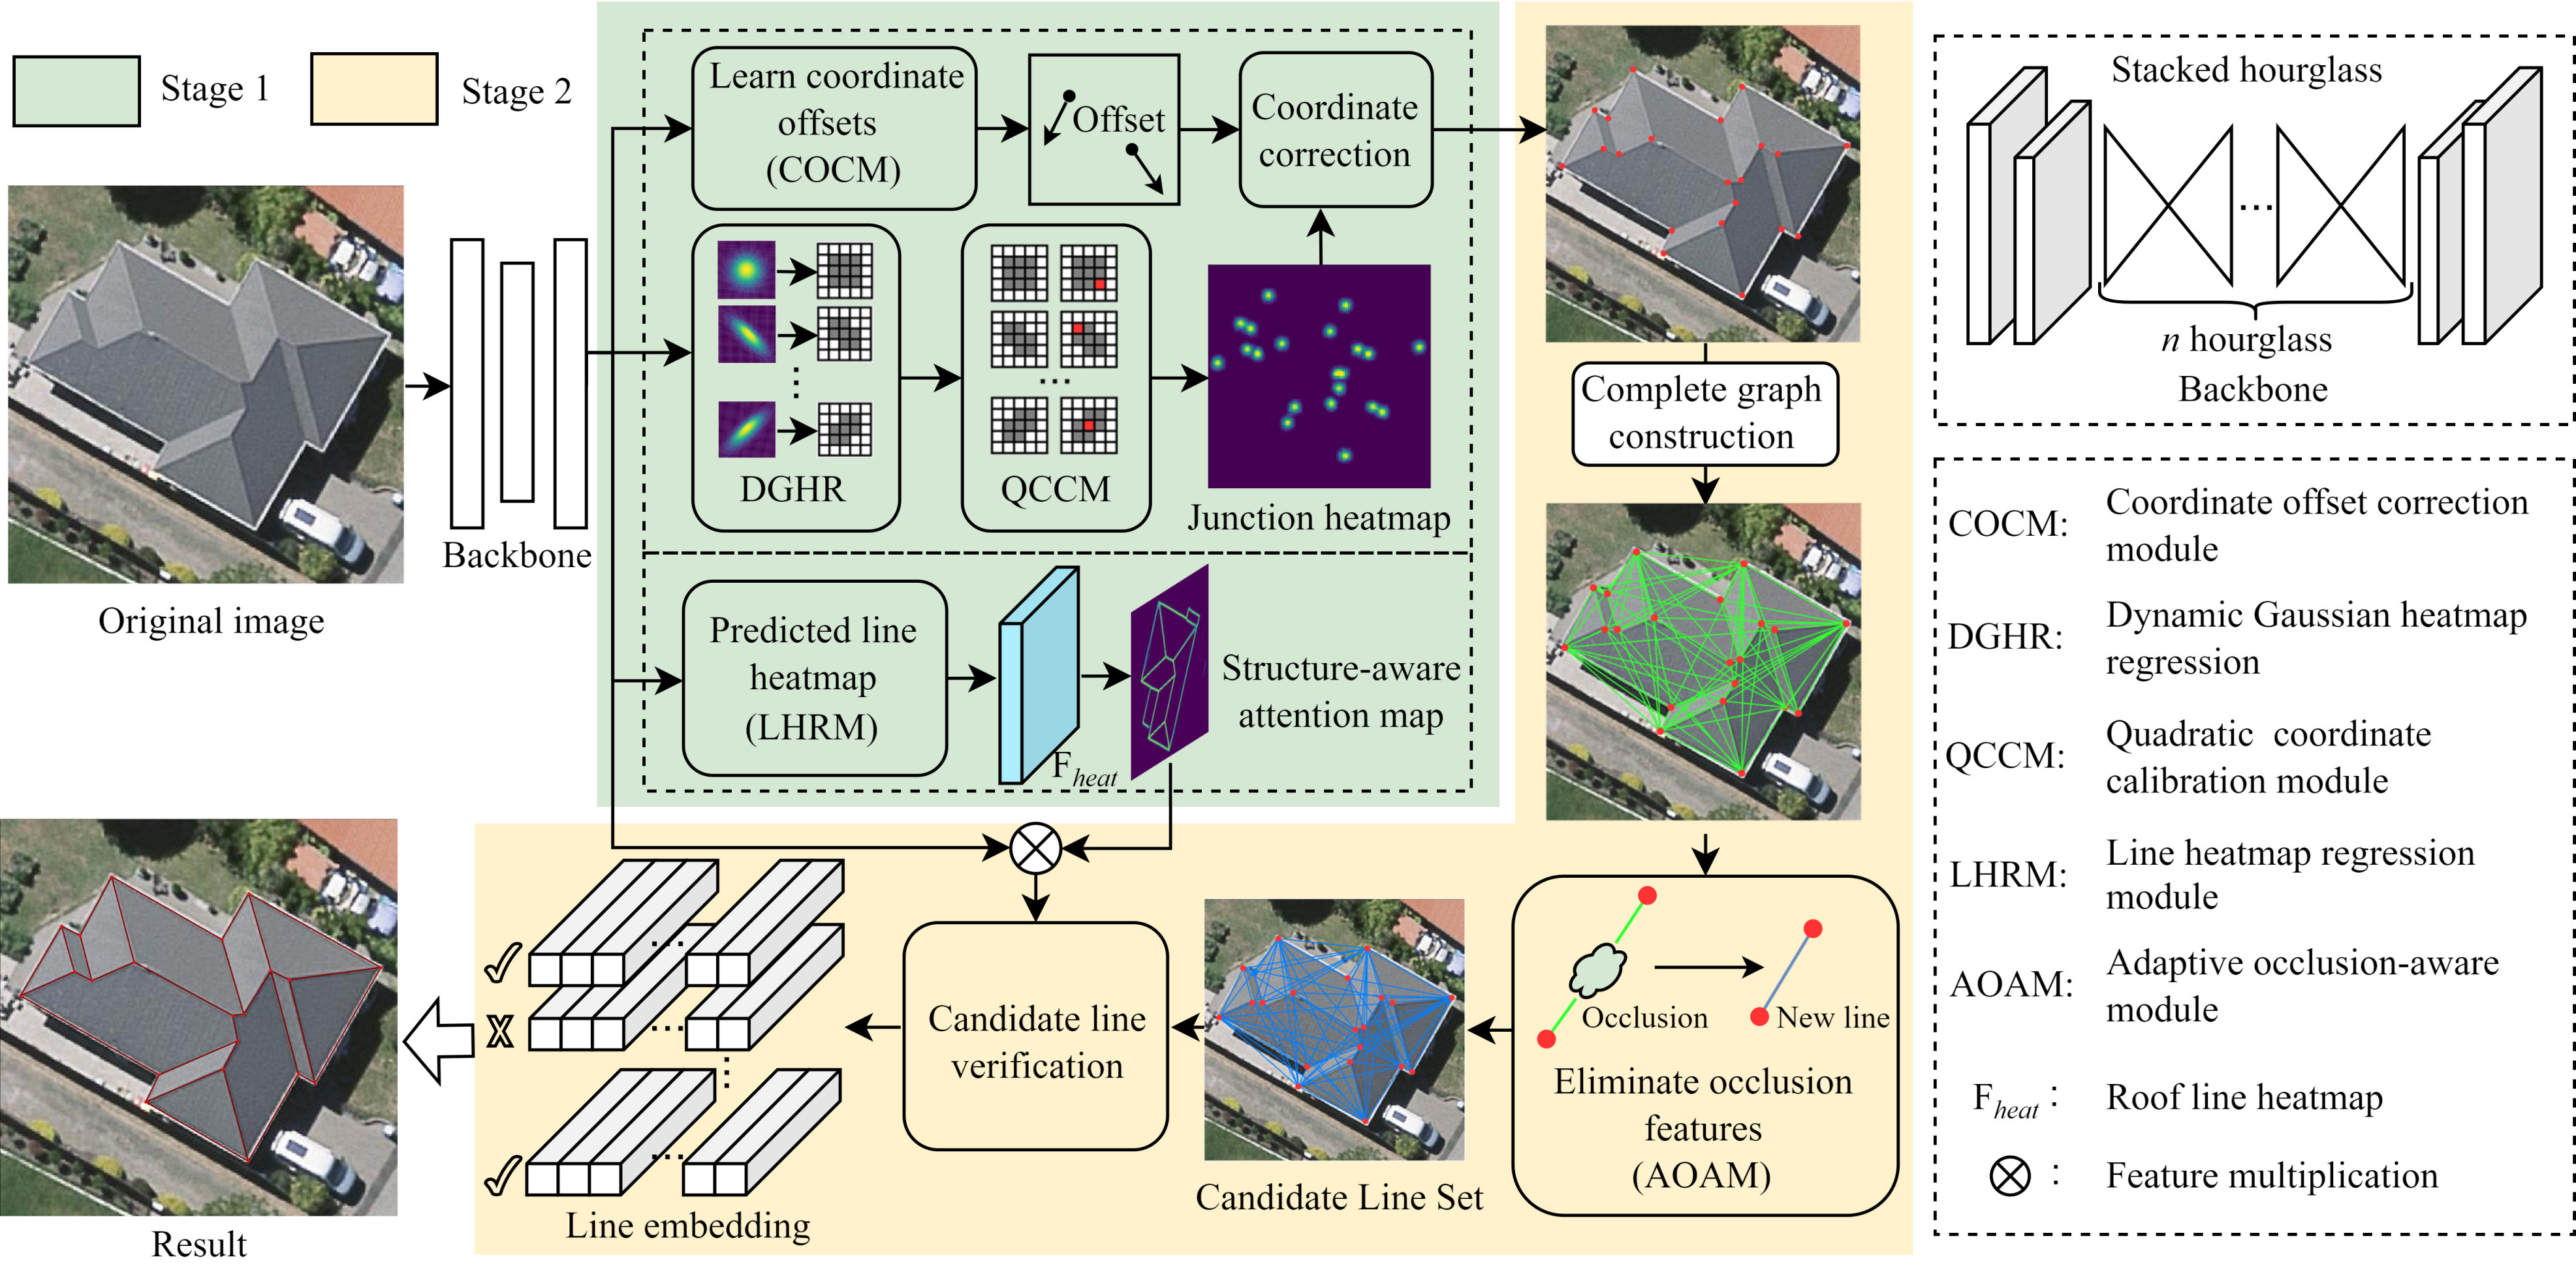 Stage 1
Stage 2
Original image
Backbone
Learn coordinate
offsets
(COCM)
Offset
Coordinate
correction
DGHR
QCCM
...
Junction heatmap
Predicted line
heatmap
(LHRM)
F heat
Structure-aware
attention map
Complete graph
construction
Occlusion
New line
Eliminate occlusion
features
(AOAM)
Candidate Line Set
Candidate line
verification
Line embedding
Result
Stacked hourglass
...
n hourglass
Backbone
COCM: Coordinate offset correction
module
DGHR: Dynamic Gaussian heatmap
regression
QCCM: Quadratic coordinate
calibration module
LHRM: Line heatmap regression
module
AOAM: Adaptive occlusion-aware
module
F heat : Roof line heatmap
⊗ : Feature multiplication